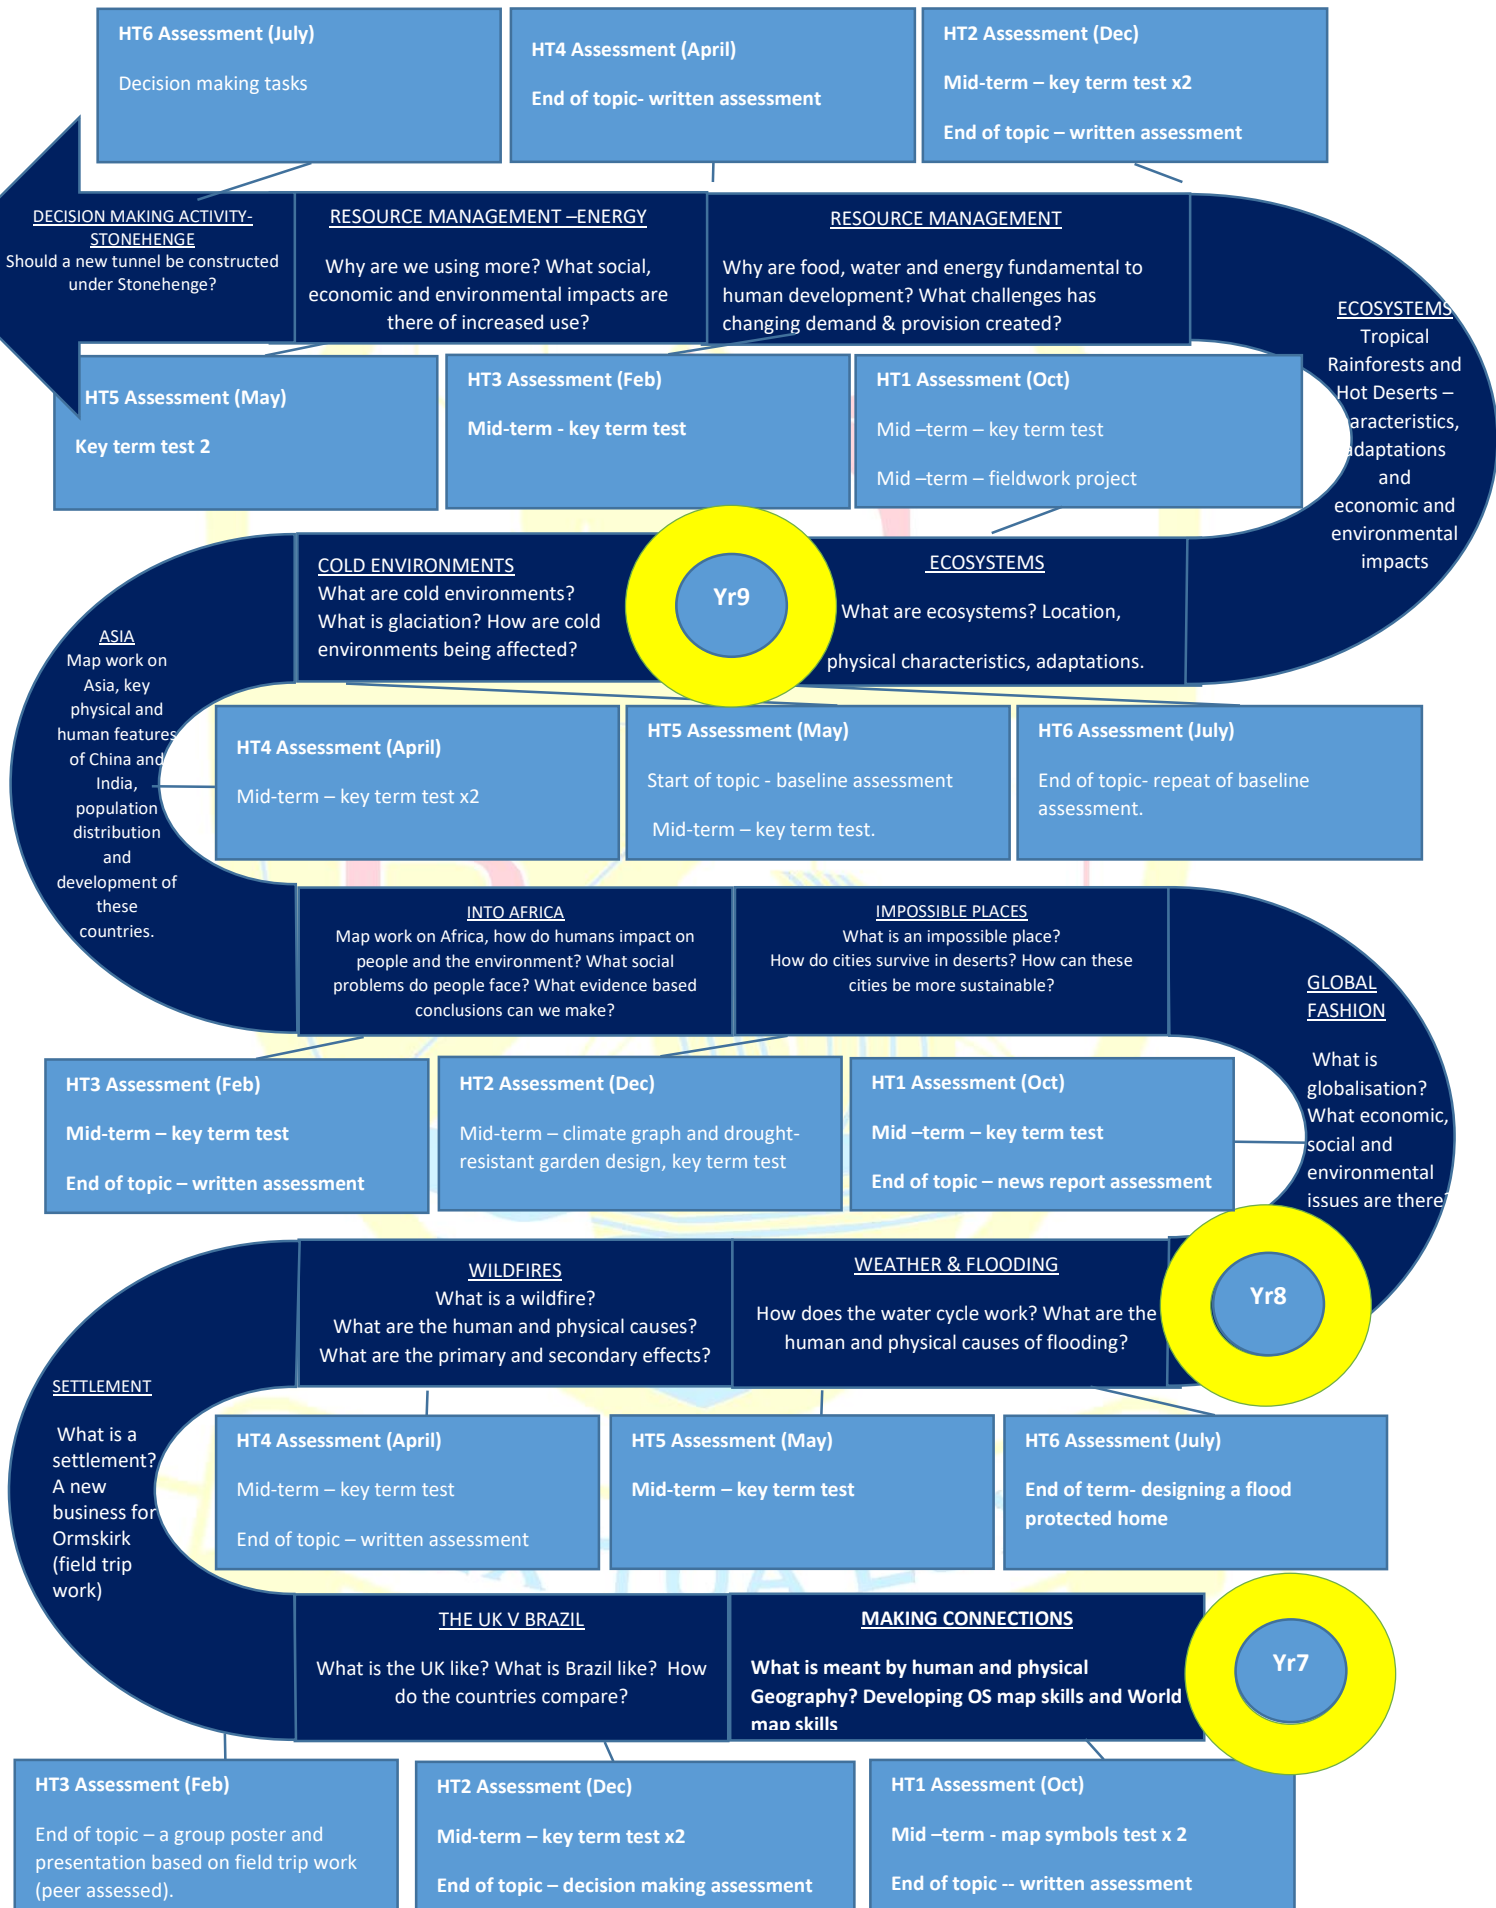 HT6 Assessment (July)
Decision making tasks
HT4 Assessment (April)
End of topic- written assessment
HT2 Assessment (Dec)
Mid-term – key term test x2
End of topic – written assessment
DECISION MAKING ACTIVITY-
STONEHENGE
Should a new tunnel be constructed
under Stonehenge?
RESOURCE MANAGEMENT –ENERGY
Why are we using more? What social,
economic and environmental impacts are
there of increased use?
RESOURCE MANAGEMENT
Why are food, water and energy fundamental to
human development? What challenges has
changing demand & provision created?
ECOSYSTEMS
Tropical
Rainforests and
Hot Deserts –
aracteristics,
adaptations
and
economic and
environmental
impacts
HT5 Assessment (May)
Key term test 2
HT3 Assessment (Feb)
Mid-term - key term test
HT1 Assessment (Oct)
Mid –term – key term test
Mid –term – fieldwork project
COLD ENVIRONMENTS
What are cold environments?
What is glaciation? How are cold
environments being affected?
Yr9
ECOSYSTEMS
What are ecosystems? Location,
physical characteristics, adaptations.
ASIA
Map work on
Asia, key
physical and
human features
of China and
India,
population
distribution
and
development of
these
countries.
HT4 Assessment (April)
Mid-term – key term test x2
HT5 Assessment (May)
Start of topic - baseline assessment
Mid-term – key term test.
HT6 Assessment (July)
End of topic- repeat of baseline
assessment.
INTO AFRICA
Map work on Africa, how do humans impact on
people and the environment? What social
problems do people face? What evidence based
conclusions can we make?
IMPOSSIBLE PLACES
What is an impossible place?
How do cities survive in deserts? How can these
cities be more sustainable?
GLOBAL
FASHION
What is
globalisation?
What economic,
social and
environmental
issues are there?
HT3 Assessment (Feb)
Mid-term – key term test
End of topic – written assessment
HT2 Assessment (Dec)
Mid-term – climate graph and drought-
resistant garden design, key term test
HT1 Assessment (Oct)
Mid –term – key term test
End of topic – news report assessment
WILDFIRES
What is a wildfire?
What are the human and physical causes?
What are the primary and secondary effects?
WEATHER & FLOODING
How does the water cycle work? What are the
human and physical causes of flooding?
Yr8
SETTLEMENT
What is a
settlement?
A new
business for
Ormskirk
(field trip
work)
HT4 Assessment (April)
Mid-term – key term test
End of topic – written assessment
HT5 Assessment (May)
Mid-term – key term test
HT6 Assessment (July)
End of term- designing a flood
protected home
THE UK V BRAZIL
What is the UK like? What is Brazil like?  How
do the countries compare?
MAKING CONNECTIONS
What is meant by human and physical
Geography? Developing OS map skills and World
map skills
Yr7
HT3 Assessment (Feb)
End of topic – a group poster and
presentation based on field trip work
(peer assessed).
HT2 Assessment (Dec)
Mid-term – key term test x2
End of topic – decision making assessment
HT1 Assessment (Oct)
Mid –term - map symbols test x 2
End of topic -- written assessment